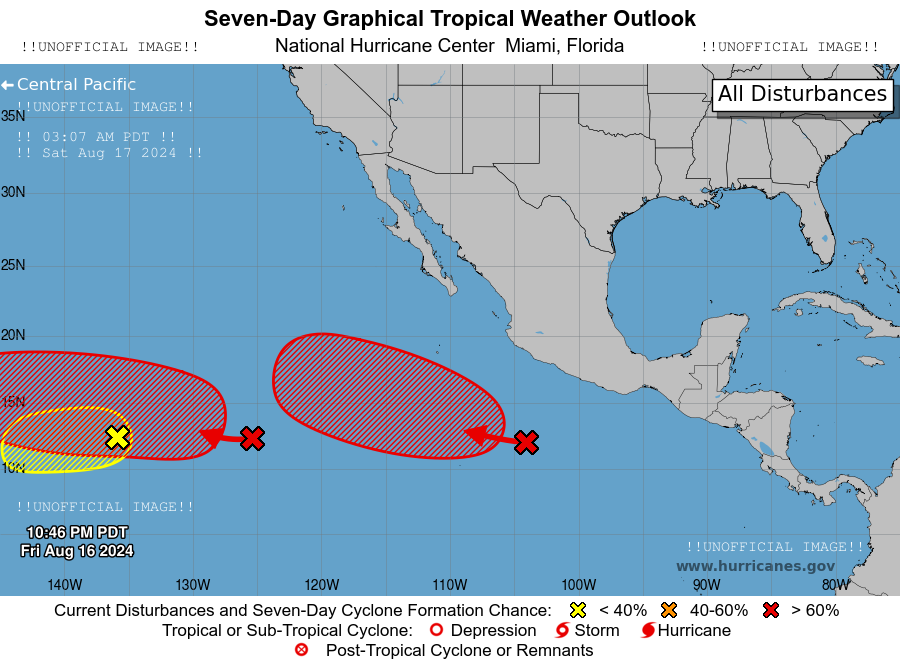 Seven-Day Graphical Tropical Weather Outlook
!!UNOFFICIAL IMAGE!! National Hurricane Center Miami, Florida !!UNOFFICIAL IMAGE!!
Central Pacific
All Disturbances
!!UNOFFICIAL IMAGE!!
35N
!! 03:07 AM PDT !!
!! Sat Aug 17 2024 !!
30N
25N
20N
15N
10N
!!UNOFFICIAL IMAGE!!
10:46 PM PDT
Fri Aug 16 2024
!!UNOFFICIAL IMAGE!!
www.hurricanes.gov
140W 130W 120W 110W 100W 90W 80W
Current Disturbances and Seven-Day Cyclone Formation Chance: < 40% 40-60% > 60%
Tropical or Sub-Tropical Cyclone: Depression Storm Hurricane
Post-Tropical Cyclone or Remnants